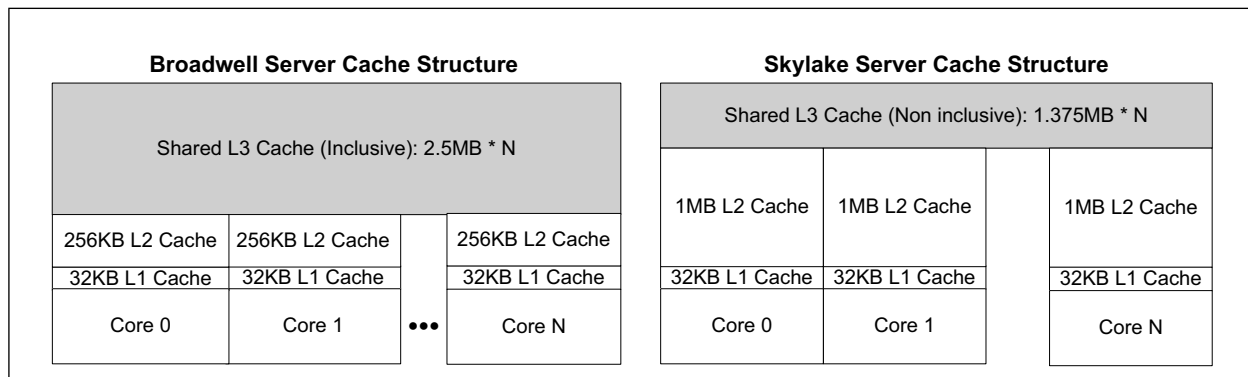 Broadwell Server Cache Structure
Shared L3 Cache (Inclusive): 2.5MB * N
256KB L2 Cache
256KB L2 Cache
256KB L2 Cache
32KB L1 Cache
32KB L1 Cache
32KB L1 Cache
Core 0
Core 1
•••
Core N
Skylake Server Cache Structure
Shared L3 Cache (Non inclusive): 1.375MB * N
1MB L2 Cache
1MB L2 Cache
1MB L2 Cache
32KB L1 Cache
32KB L1 Cache
32KB L1 Cache
Core 0
Core 1
Core N